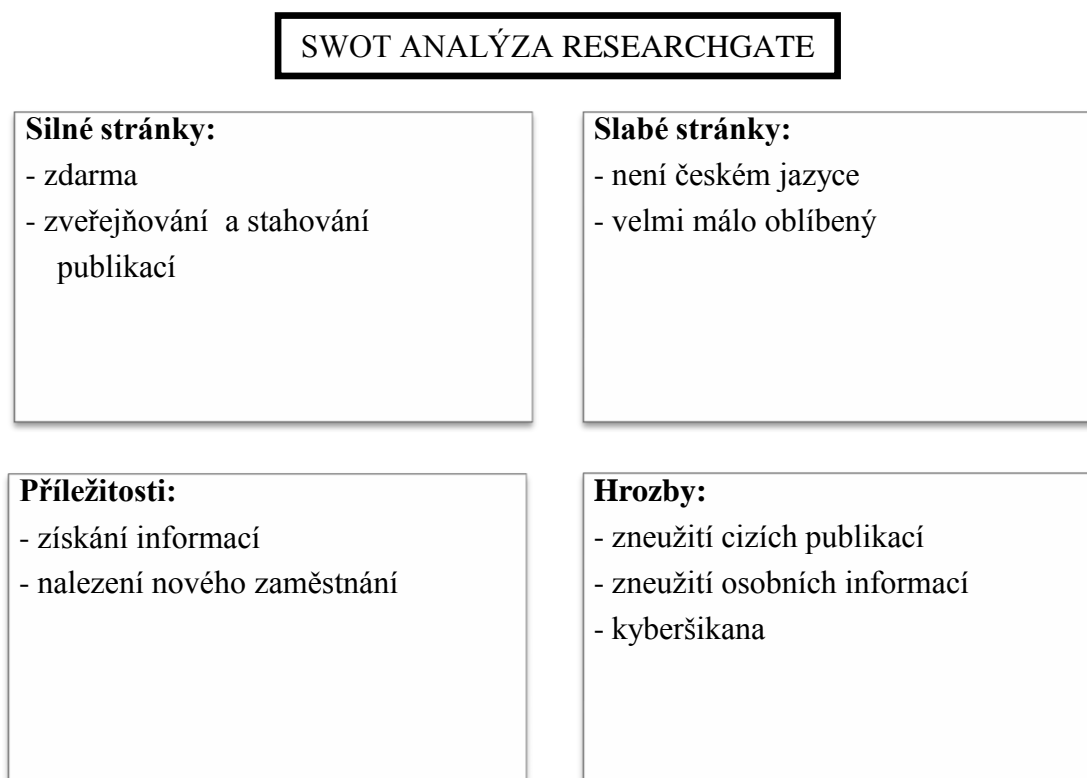 SWOT ANALÝZA RESEARCHGATE
Silné stránky:
- zdarma
- zveřejňování  a stahování
publikací
Slabé stránky:
- není českém jazyce
- velmi málo oblíbený
Příležitosti:
- získání informací
- nalezení nového zaměstnání
Hrozby:
- zneužití cizích publikací
- zneužití osobních informací
- kyberšikana